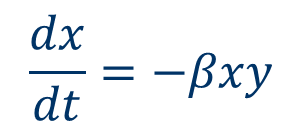 dx/dt = −βxy